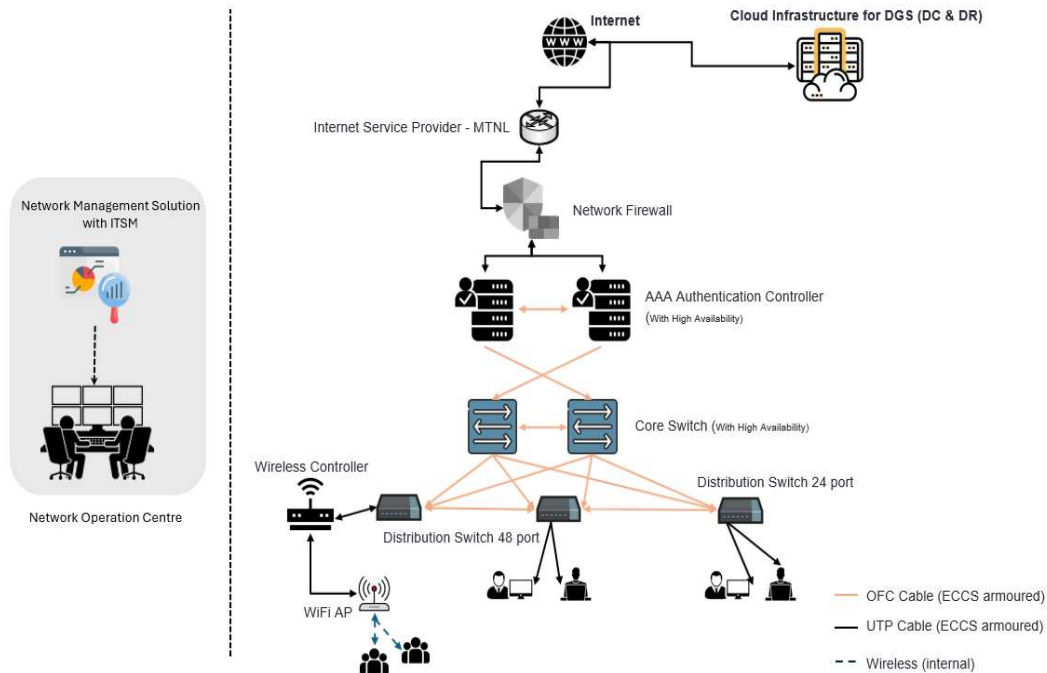 Internet
WWW
Cloud Infrastructure for DGS (DC & DR)
Internet Service Provider - MTNL
Network Firewall
AAA Authentication Controller
(With High Availability)
Core Switch (With High Availability)
Network Management Solution
with ITSM
Network Operation Centre
Wireless Controller
Distribution Switch 24 port
Distribution Switch 48 port
WiFi AP
OFC Cable (ECCS armoured)
UTP Cable (ECCS armoured)
Wireless (internal)